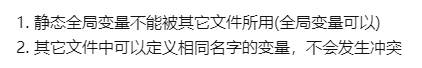 1. 静态全局变量不能被其它文件所用(全局变量可以)
2. 其它文件中可以定义相同名字的变量，不会发生冲突